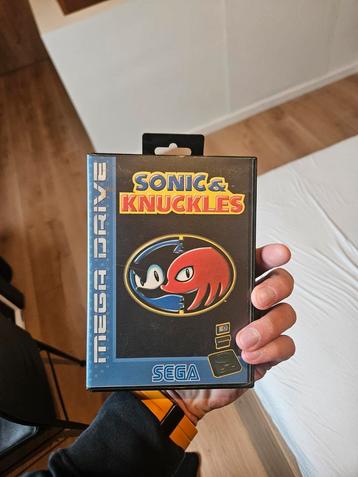 SONIC &
KNUCKLES
MEGA DRIVE
SEGA